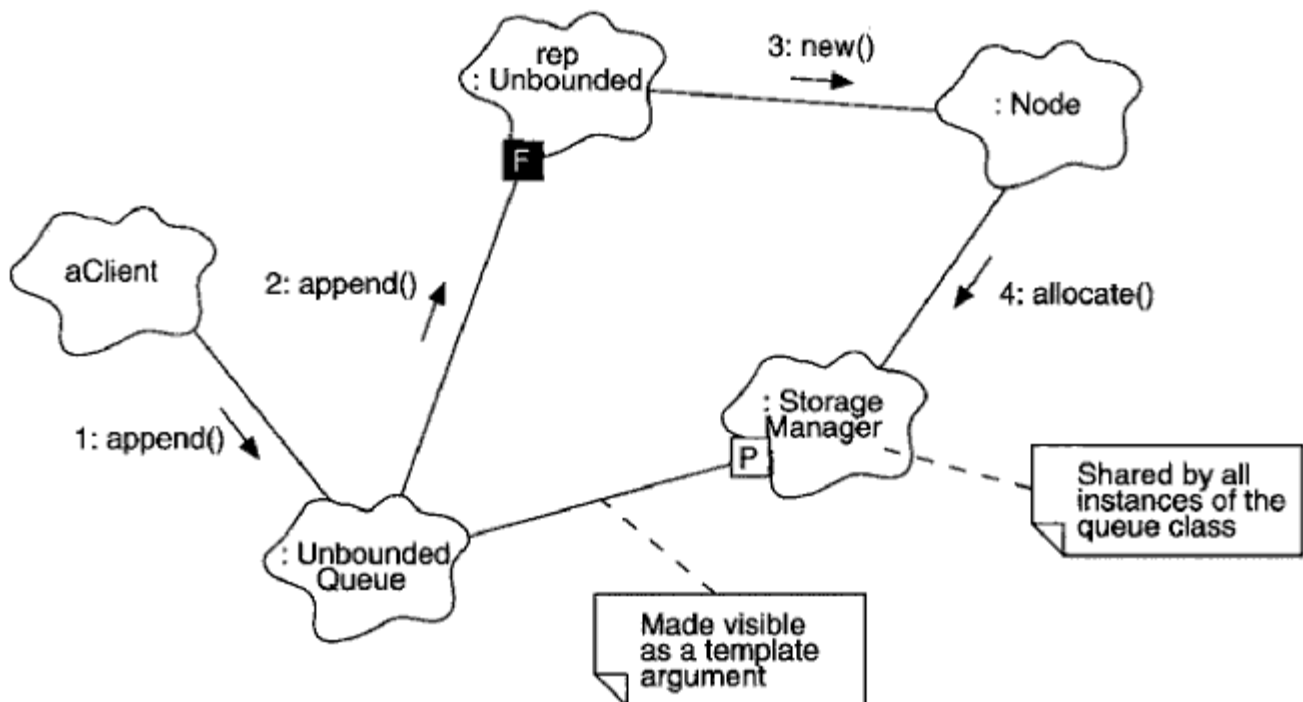 rep
: Unbounded
3: new()
: Node
F
aClient
2: append()
4: allocate()
: Storage
Manager
1: append()
P
Shared by all
instances of the
queue class
: Unbounded
Queue
Made visible
as a template
argument